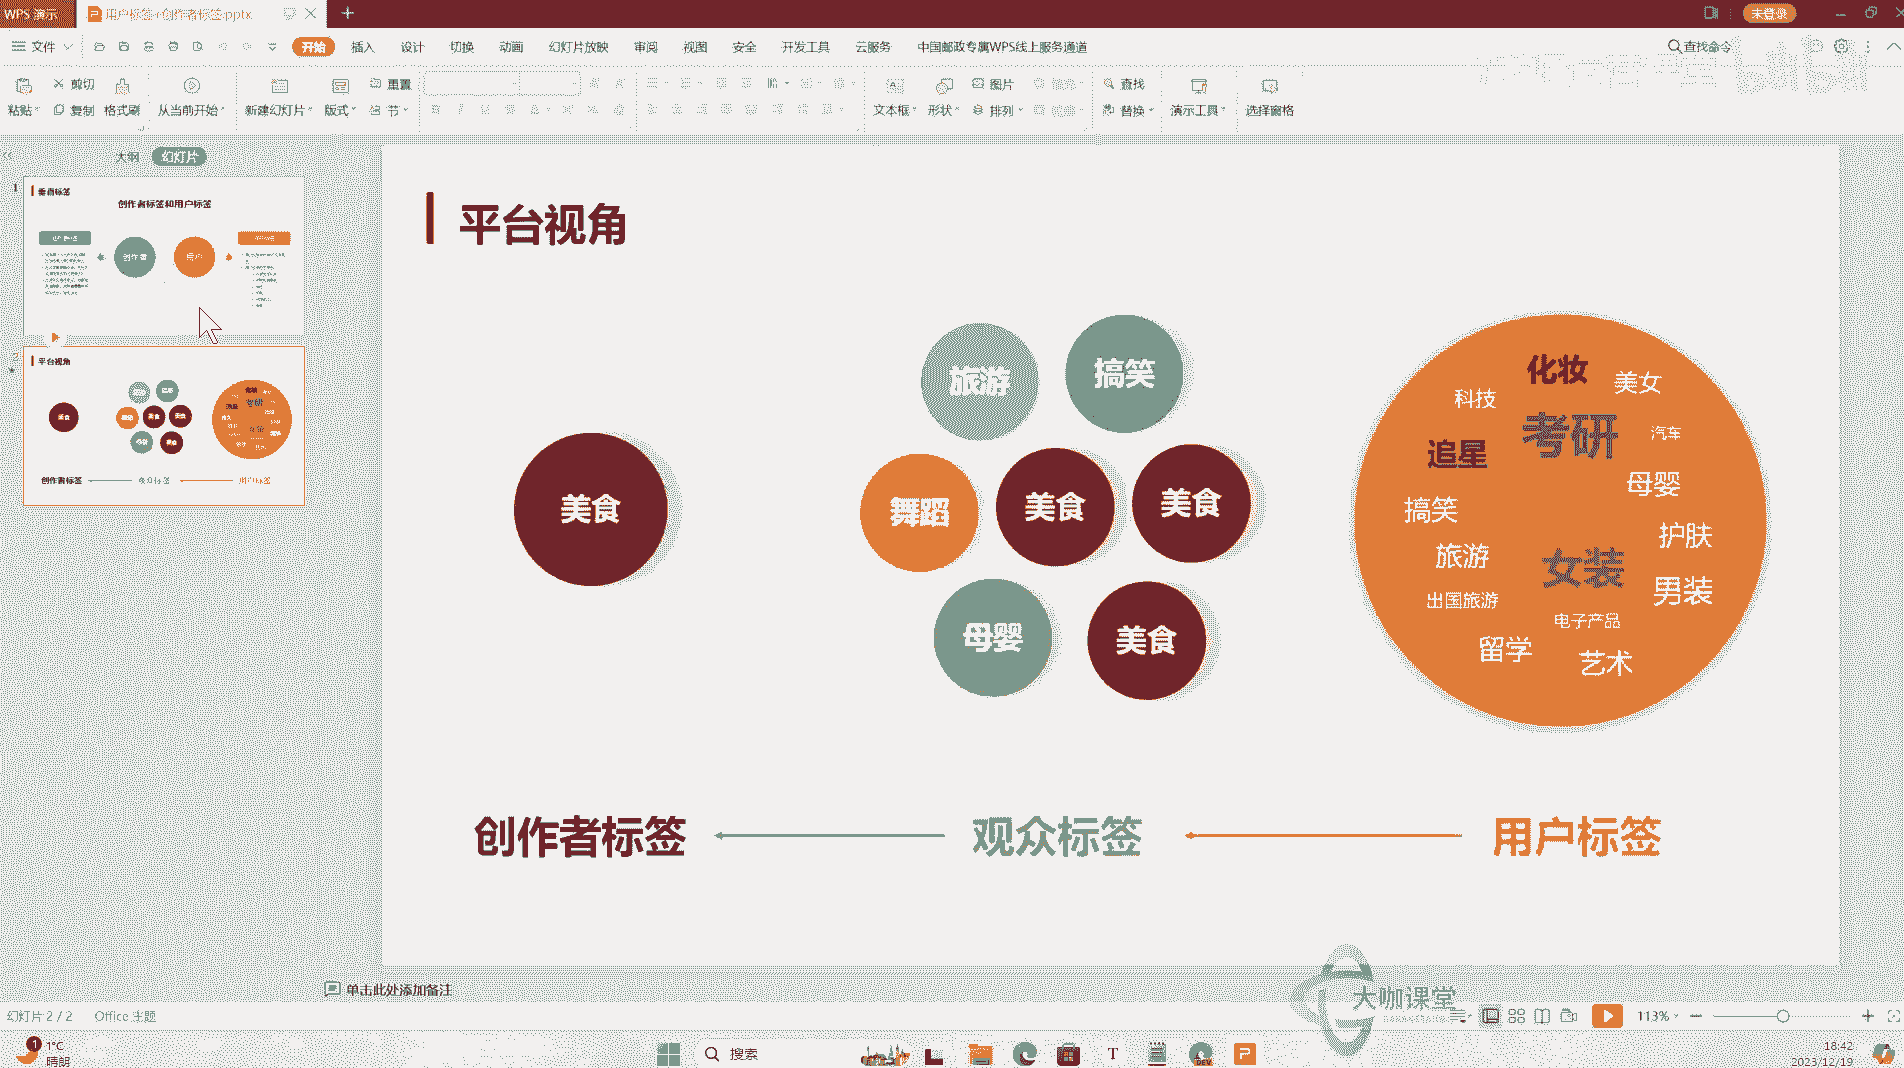 WPS 演示
用户标签+创作者标签.pptx
未登录
文件
开始
插入
设计
切换
动画
幻灯片放映
审阅
视图
安全
开发工具
云服务
中国邮政专属WPS线上服务通道
查找命令
粘贴
剪切
复制
格式刷
从当前开始
新建幻灯片
版式
重置
节
文本框
形状
图片
排列
查找
替换
演示工具
选择窗格
大纲
幻灯片
1
垂直标签
创作者标签和用户标签
创作者
用户
2
平台视角
美食
创作者标签
观众标签
用户标签
平台视角
美食
旅游
搞笑
舞蹈
美食
美食
母婴
美食
化妆
科技
美女
考研
汽车
追星
母婴
搞笑
护肤
旅游
女装
男装
出国旅游
电子产品
留学
艺术
创作者标签
观众标签
用户标签
单击此处添加备注
大咖课堂
幻灯片 2 / 2
Office 主题
113%
1
1°C
晴朗
搜索
18:42
2023/12/19